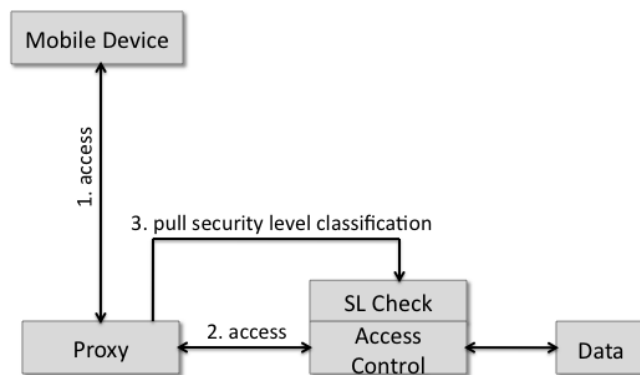 Mobile Device
1. access
3. pull security level classification
SL Check
2. access
Proxy
Access
Control
Data